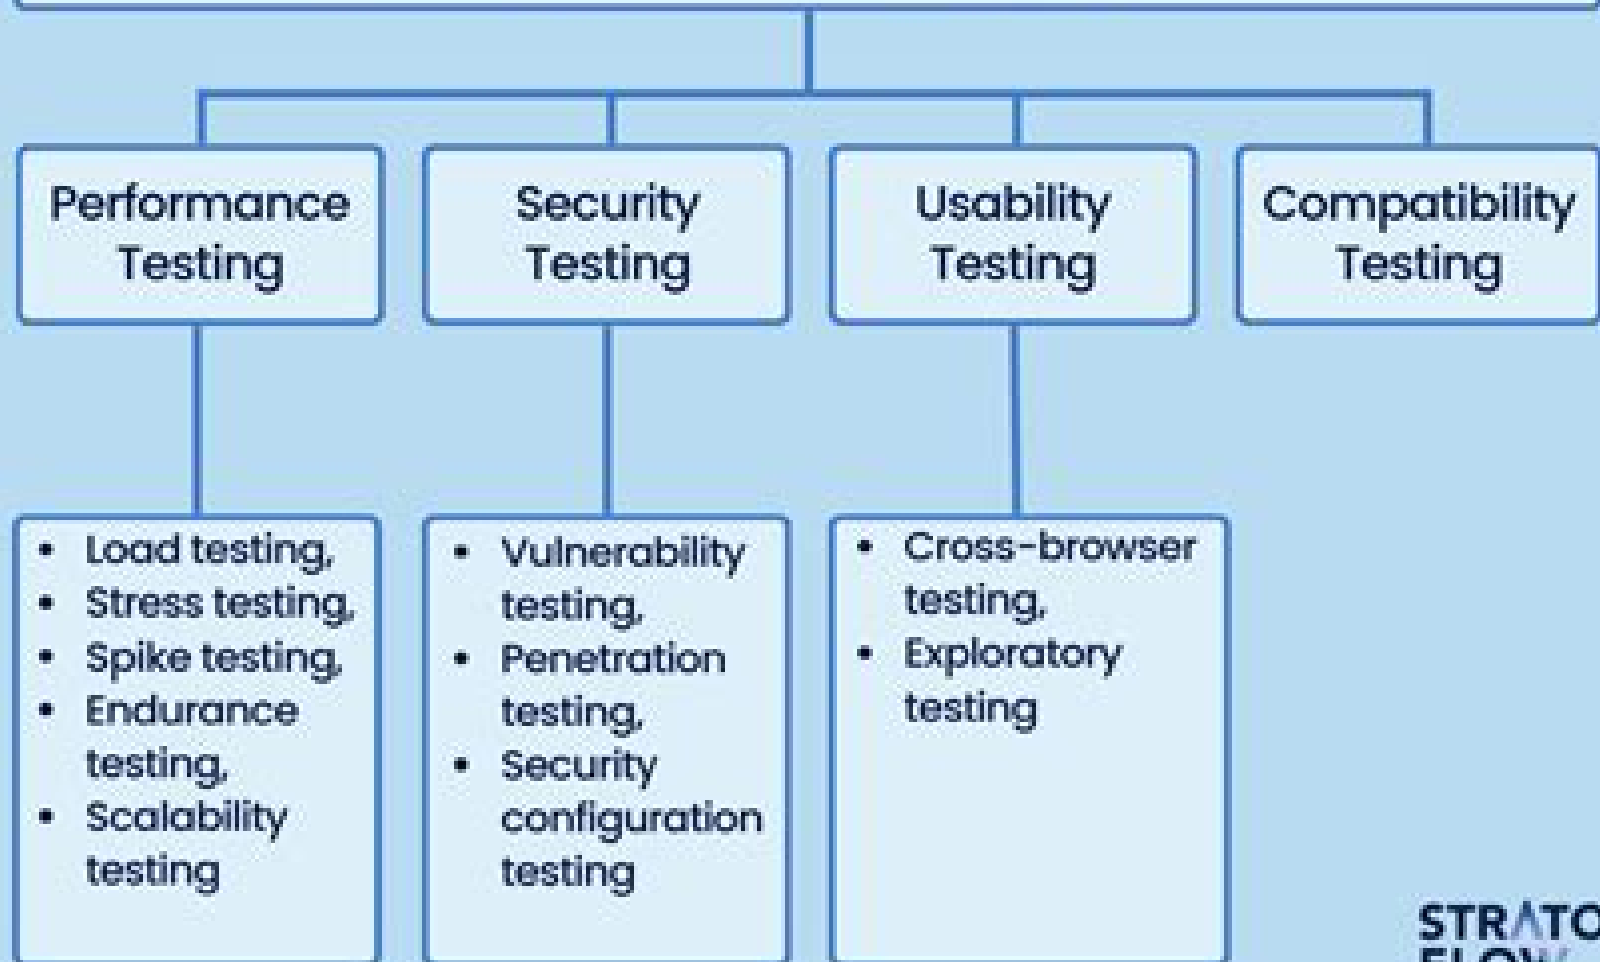 Performance
Testing
Security
Testing
Usability
Testing
Compatibility
Testing
• Load testing,
• Stress testing,
• Spike testing,
• Endurance
testing,
• Scalability
testing
• Vulnerability
testing,
• Penetration
testing,
• Security
configuration
testing
• Cross-browser
testing,
• Exploratory
testing
STRATO
FLOW